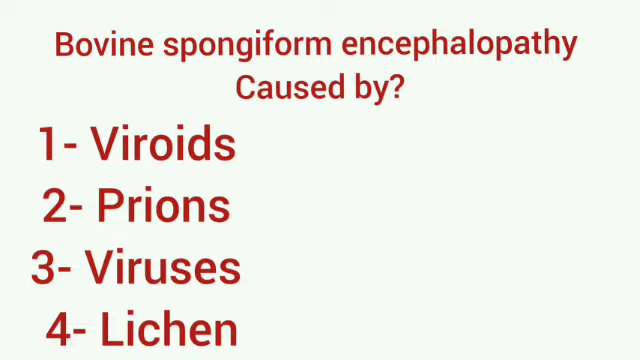 Bovine spongiform encephalopathy
Caused by?
1- Viroids
2- Prions
3- Viruses
4- Lichen